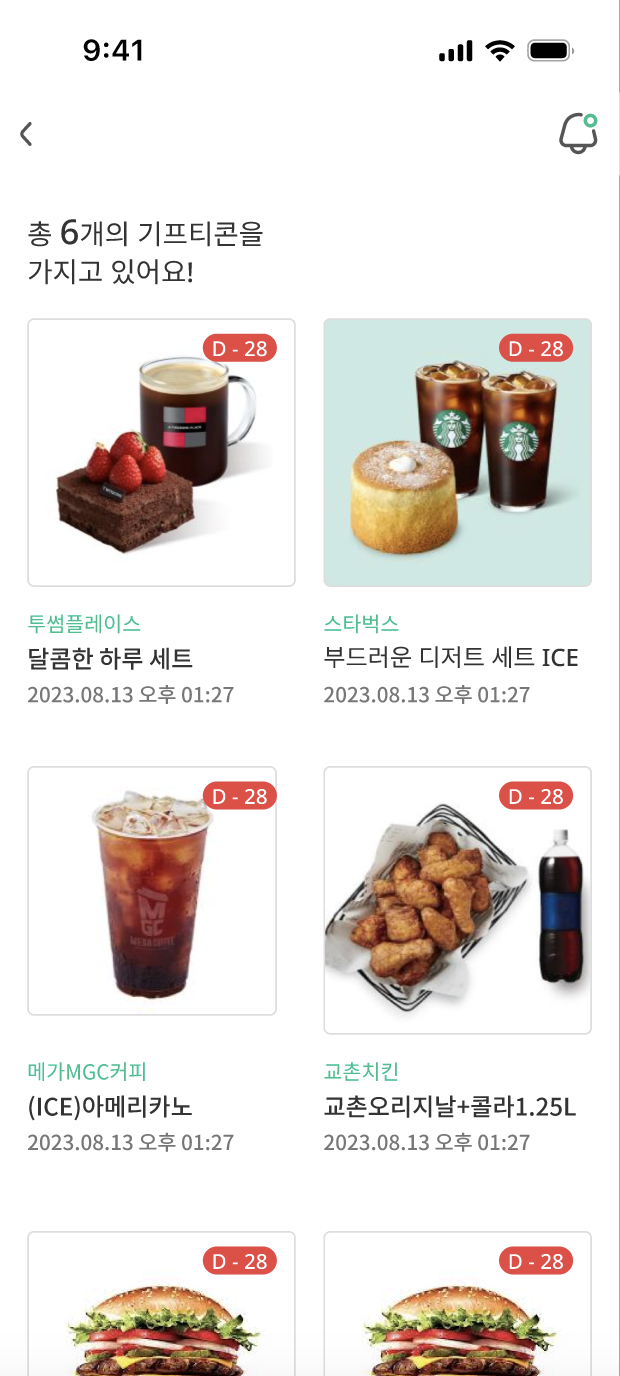 9:41
총 6개의 기프티콘을
가지고 있어요!
D - 28
D - 28
투썸플레이스
달콤한 하루 세트
2023.08.13 오후 01:27
스타벅스
부드러운 디저트 세트 ICE
2023.08.13 오후 01:27
D - 28
MGC
MEGA COFFEE
D - 28
메가MGC커피
(ICE)아메리카노
2023.08.13 오후 01:27
교촌치킨
교촌오리지날+콜라1.25L
2023.08.13 오후 01:27
D - 28
D - 28